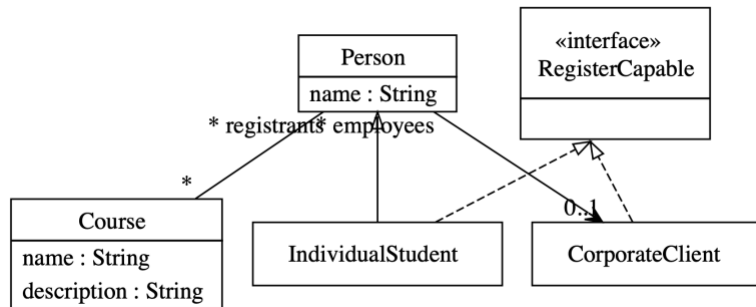 «interface»
RegisterCapable
Person
name : String
* registrants
* employees
*
Course
name : String
description : String
IndividualStudent
0..1
CorporateClient